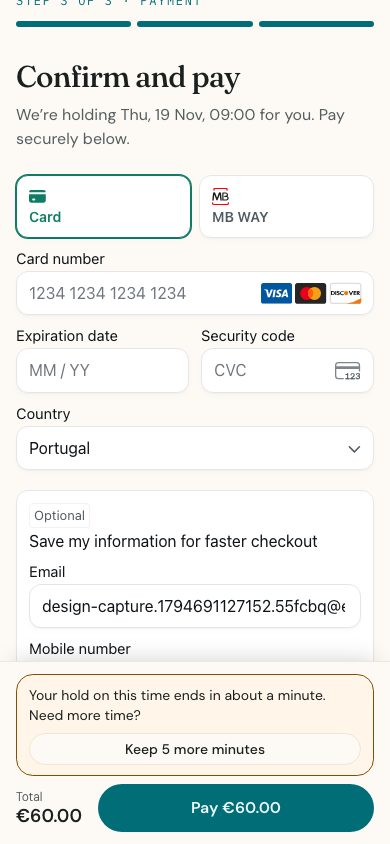 STEP 3 OF 3 · PAYMENT
Confirm and pay
We’re holding Thu, 19 Nov, 09:00 for you. Pay
securely below.
Card
MB
MB WAY
Card number
1234 1234 1234 1234
VISA
DISCOVER
Expiration date
Security code
MM / YY
CVC
123
Country
Portugal
Optional
Save my information for faster checkout
Email
design-capture.1794691127152.55fcbq@e
Mobile number
Your hold on this time ends in about a minute.
Need more time?
Keep 5 more minutes
Total
€60.00
Pay €60.00